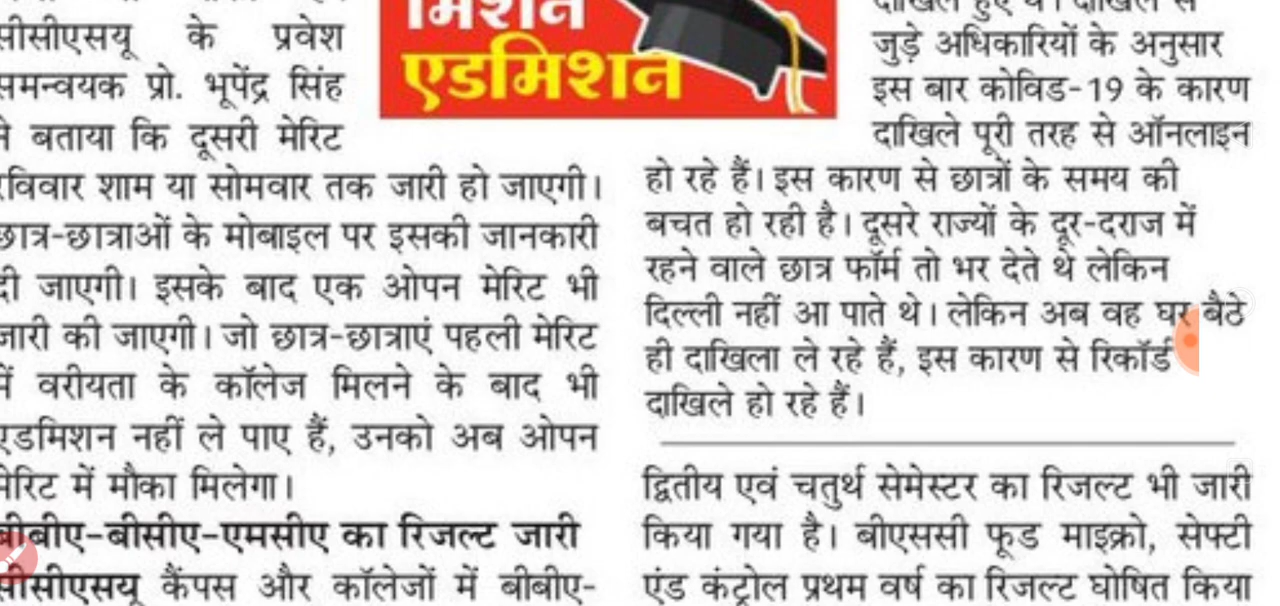 सीसीएसयू के प्रवेश
समन्वयक प्रो. भूपेंद्र सिंह
ने बताया कि दूसरी मेरिट
रविवार शाम या सोमवार तक जारी हो जाएगी।
छात्र-छात्राओं के मोबाइल पर इसकी जानकारी
दी जाएगी। इसके बाद एक ओपन मेरिट भी
जारी की जाएगी। जो छात्र-छात्राएं पहली मेरिट
में वरीयता के कॉलेज मिलने के बाद भी
एडमिशन नहीं ले पाए हैं, उनको अब ओपन
मेरिट में मौका मिलेगा।
बीबीए-बीसीए-एमसीए का रिजल्ट जारी
सीसीएसयू कैंपस और कॉलेजों में बीबीए-
मिशन
एडमिशन
दाखिल हुए थे। दाखिले से
जुड़े अधिकारियों के अनुसार
इस बार कोविड-19 के कारण
दाखिले पूरी तरह से ऑनलाइन
हो रहे हैं। इस कारण से छात्रों के समय की
बचत हो रही है। दूसरे राज्यों के दूर-दराज में
रहने वाले छात्र फॉर्म तो भर देते थे लेकिन
दिल्ली नहीं आ पाते थे। लेकिन अब वह घर बैठे
ही दाखिला ले रहे हैं, इस कारण से रिकॉर्ड
दाखिले हो रहे हैं।
द्वितीय एवं चतुर्थ सेमेस्टर का रिजल्ट भी जारी
किया गया है। बीएससी फूड माइक्रो, सेफ्टी
एंड कंट्रोल प्रथम वर्ष का रिजल्ट घोषित किया